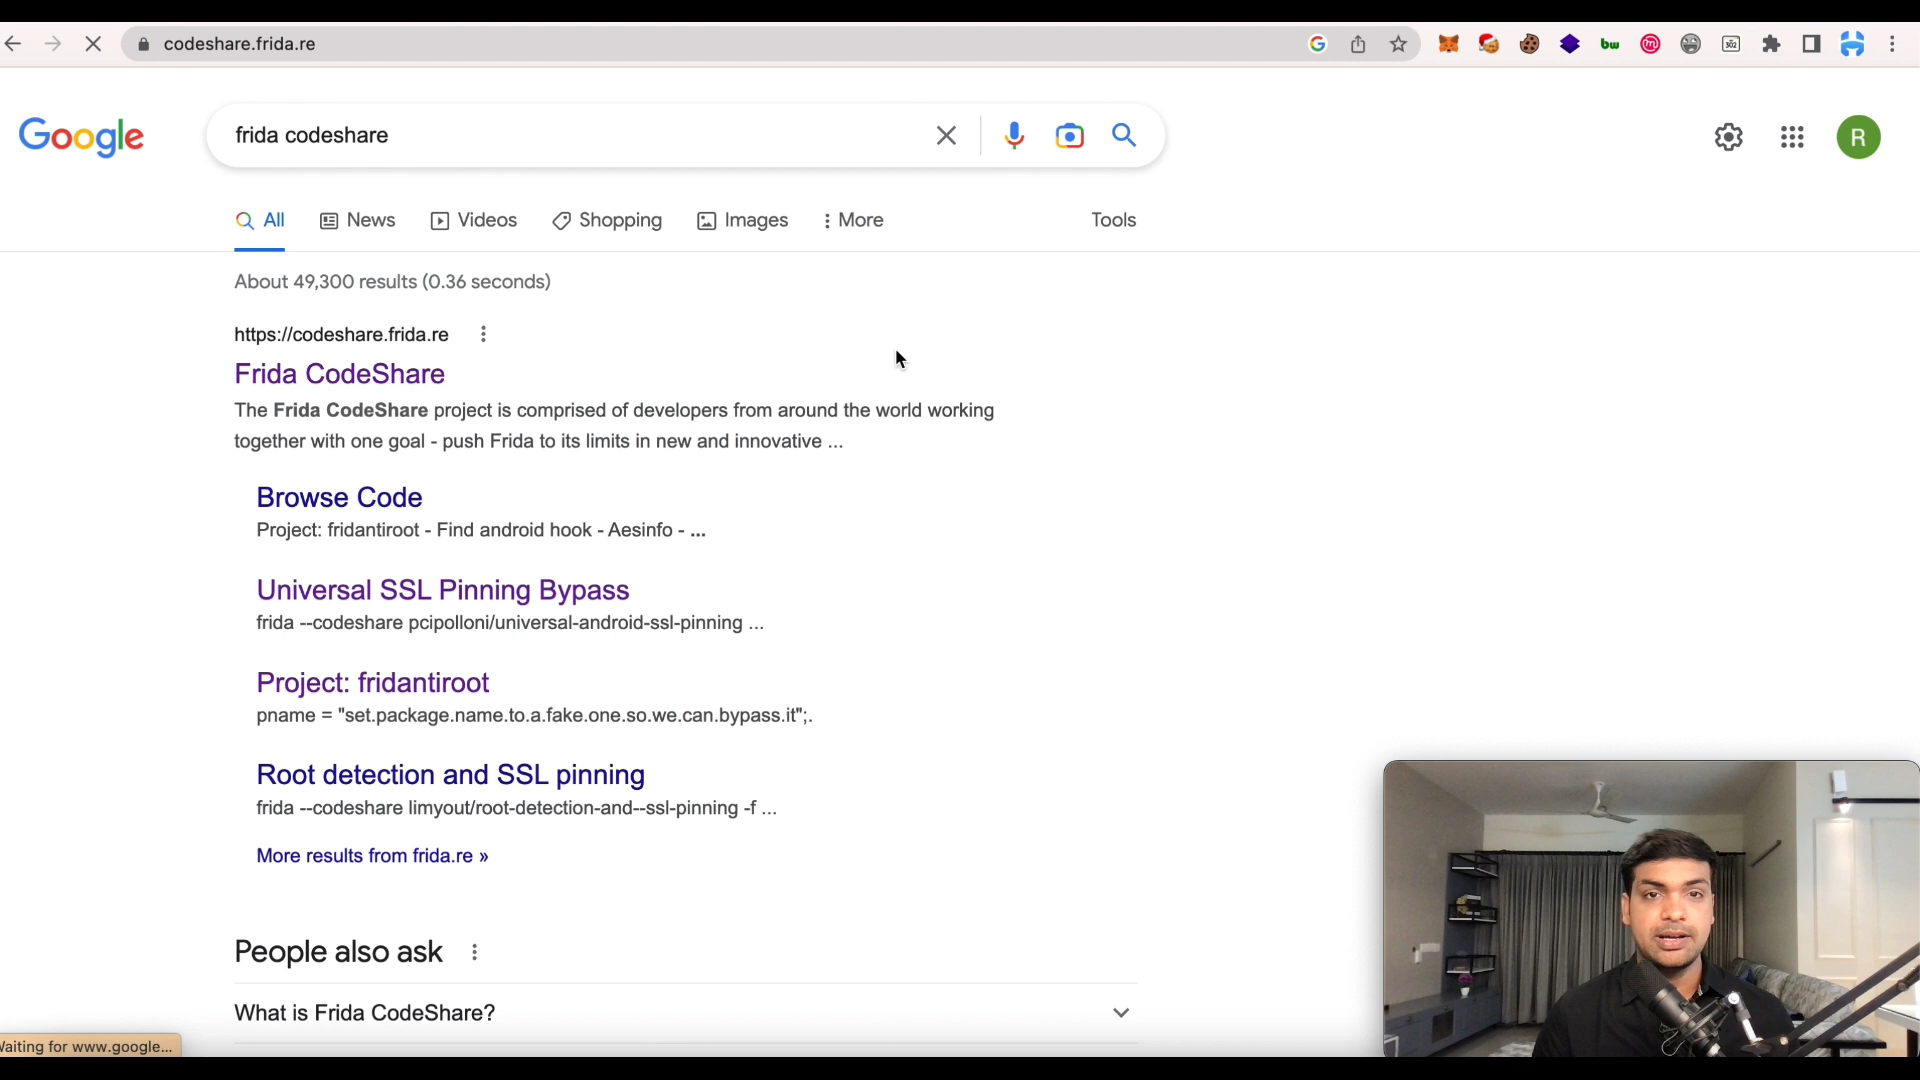 codeshare.frida.re
bw
302
Google
frida codeshare
R
All
News
Videos
Shopping
Images
More
Tools
About 49,300 results (0.36 seconds)
https://codeshare.frida.re
Frida CodeShare
The Frida CodeShare project is comprised of developers from around the world working
together with one goal - push Frida to its limits in new and innovative ...
Browse Code
Project: fridantiroot - Find android hook - Aesinfo - ...
Universal SSL Pinning Bypass
frida --codeshare pcipolloni/universal-android-ssl-pinning ...
Project: fridantiroot
pname = "set.package.name.to.a.fake.one.so.we.can.bypass.it";.
Root detection and SSL pinning
frida --codeshare limyout/root-detection-and--ssl-pinning -f ...
More results from frida.re »
People also ask
What is Frida CodeShare?
aiting for www.google...